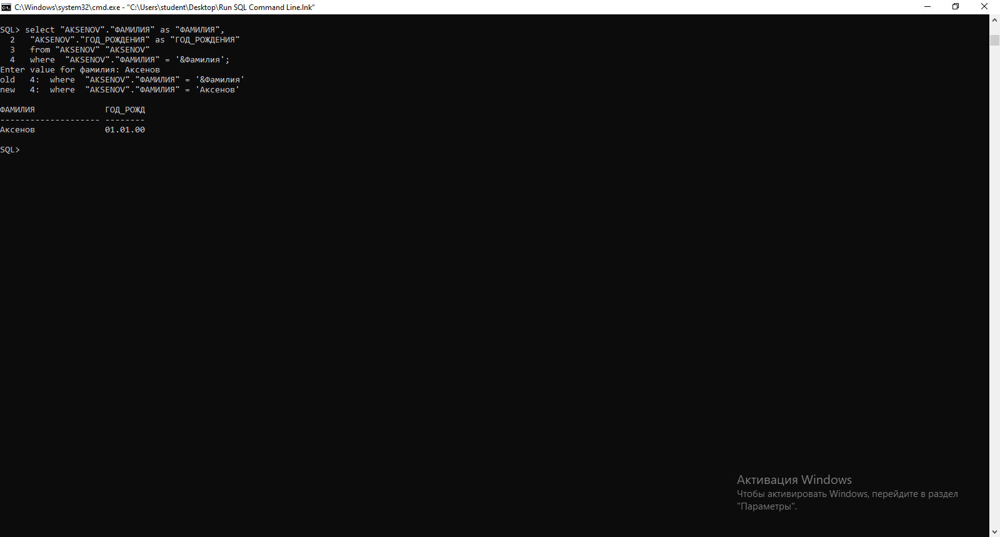 C:\Windows\system32\cmd.exe - "C:\Users\student\Desktop\Run SQL Command Line.lnk"
SQL> select "AKSENOV"."ФАМИЛИЯ" as "ФАМИЛИЯ",
2 "AKSENOV"."ГОД_РОЖДЕНИЯ" as "ГОД_РОЖДЕНИЯ"
3 from "AKSENOV" "AKSENOV"
4 where "AKSENOV"."ФАМИЛИЯ" = '&Фамилия';
Enter value for фамилия: Аксенов
old 4: where "AKSENOV"."ФАМИЛИЯ" = '&Фамилия'
new 4: where "AKSENOV"."ФАМИЛИЯ" = 'Аксенов'
ФАМИЛИЯ ГОД_РОЖД
-------------------- --------
Аксенов 01.01.00
SQL>
Активация Windows
Чтобы активировать Windows, перейдите в раздел
"Параметры".